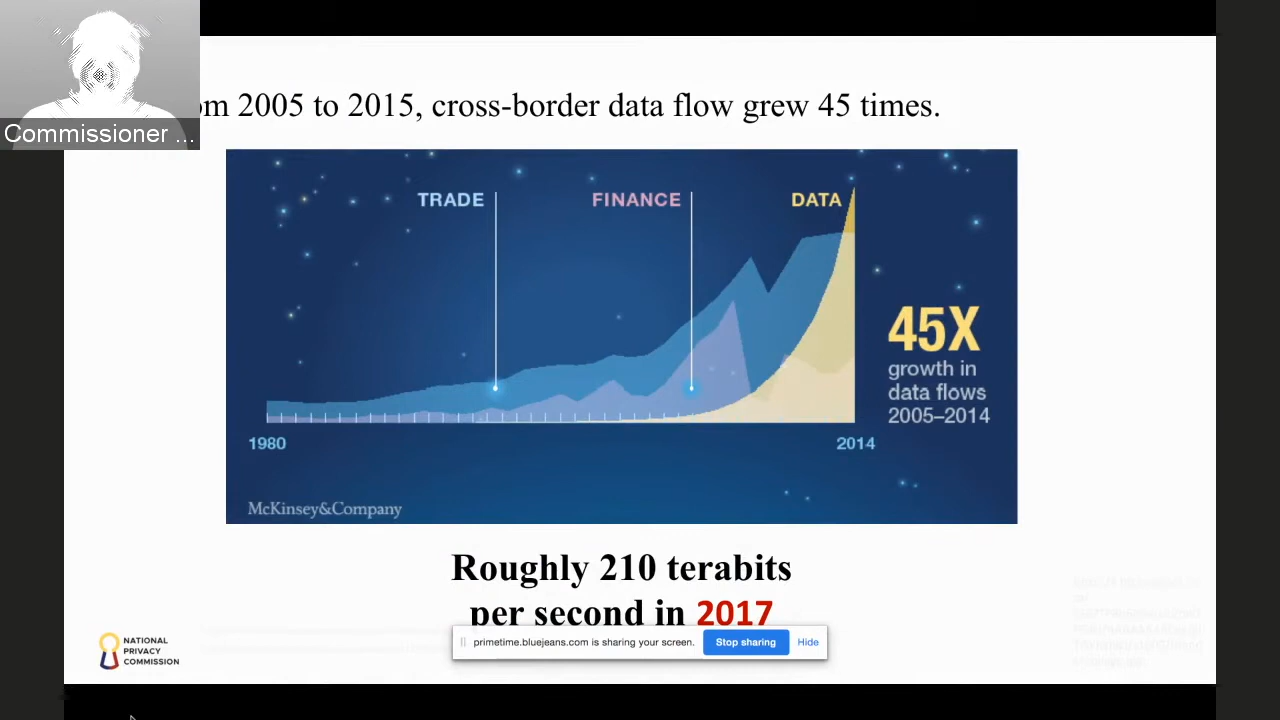 Commissioner ...
om 2005 to 2015, cross-border data flow grew 45 times.
TRADE
FINANCE
DATA
45X
growth in
data flows
2005–2014
1980
2014
McKinsey&Company
Roughly 210 terabits
per second in 2017
primetime.bluejeans.com is sharing your screen.
Stop sharing
Hide
NATIONAL
PRIVACY
COMMISSION